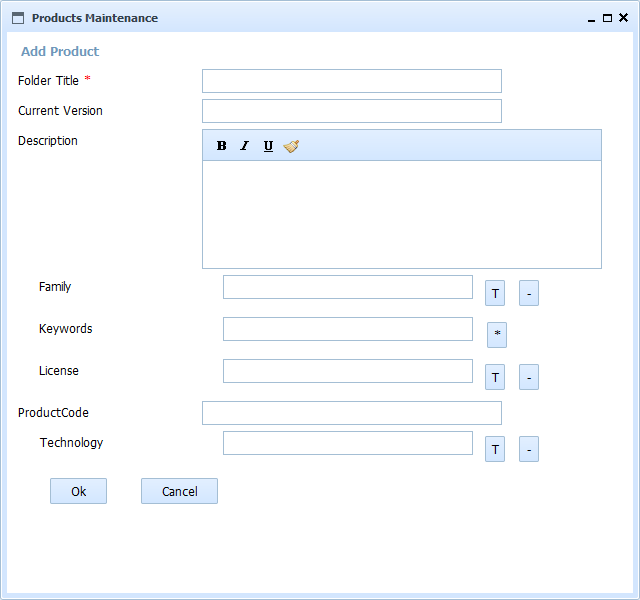 Products Maintenance
Add Product
Folder Title *
Current Version
Description
B I U
Family T -
Keywords *
License T -
ProductCode
Technology T -
Ok Cancel